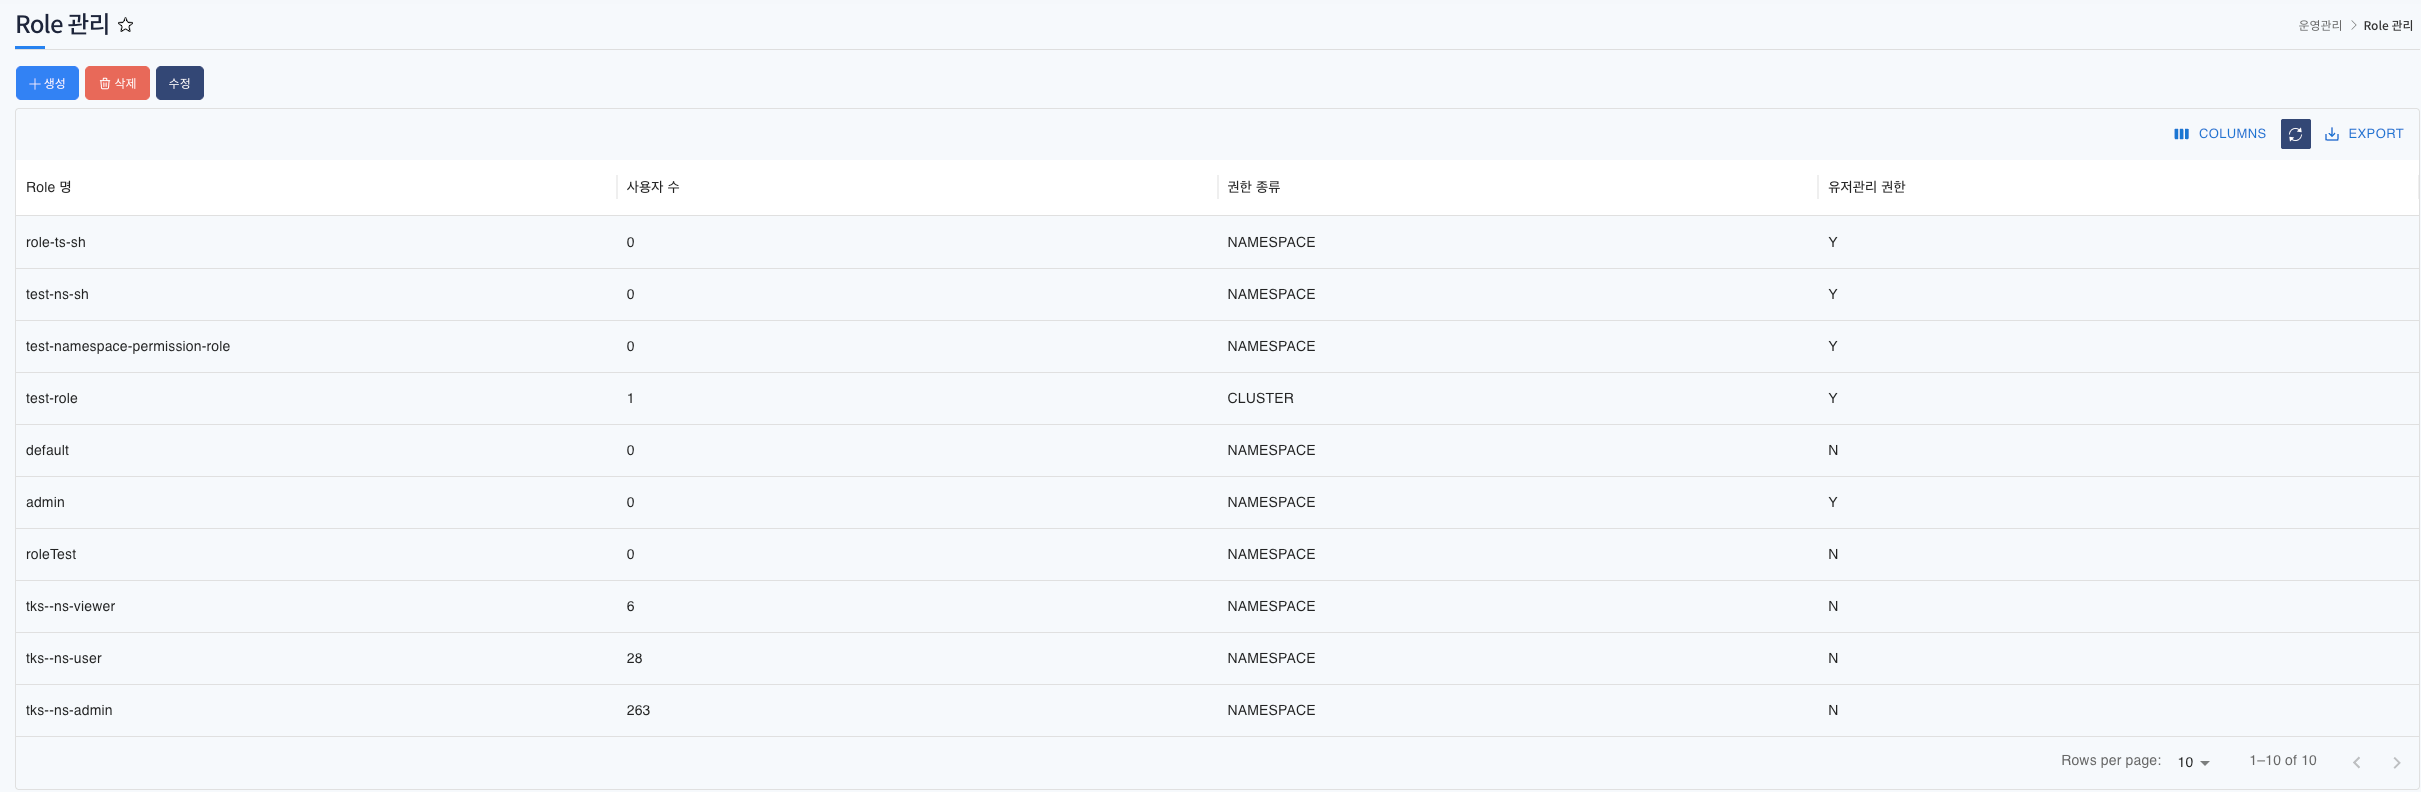 Role 관리
운영관리 > Role 관리
생성 삭제 수정
COLUMNS EXPORT
Role 명 사용자 수 권한 종류 유저관리 권한
role-ts-sh 0 NAMESPACE Y
test-ns-sh 0 NAMESPACE Y
test-namespace-permission-role 0 NAMESPACE Y
test-role 1 CLUSTER Y
default 0 NAMESPACE N
admin 0 NAMESPACE Y
roleTest 0 NAMESPACE N
tks--ns-viewer 6 NAMESPACE N
tks--ns-user 28 NAMESPACE N
tks--ns-admin 263 NAMESPACE N
Rows per page: 10 1–10 of 10